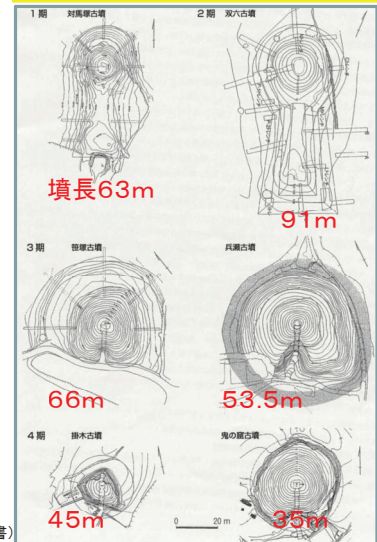 1期 対馬塚古墳
2期 双六古墳
墳長63m
91m
3期 笹塚古墳
兵瀬古墳
66m
53.5m
4期 掛木古墳
鬼の窟古墳
45m
0 20m
35m
書)